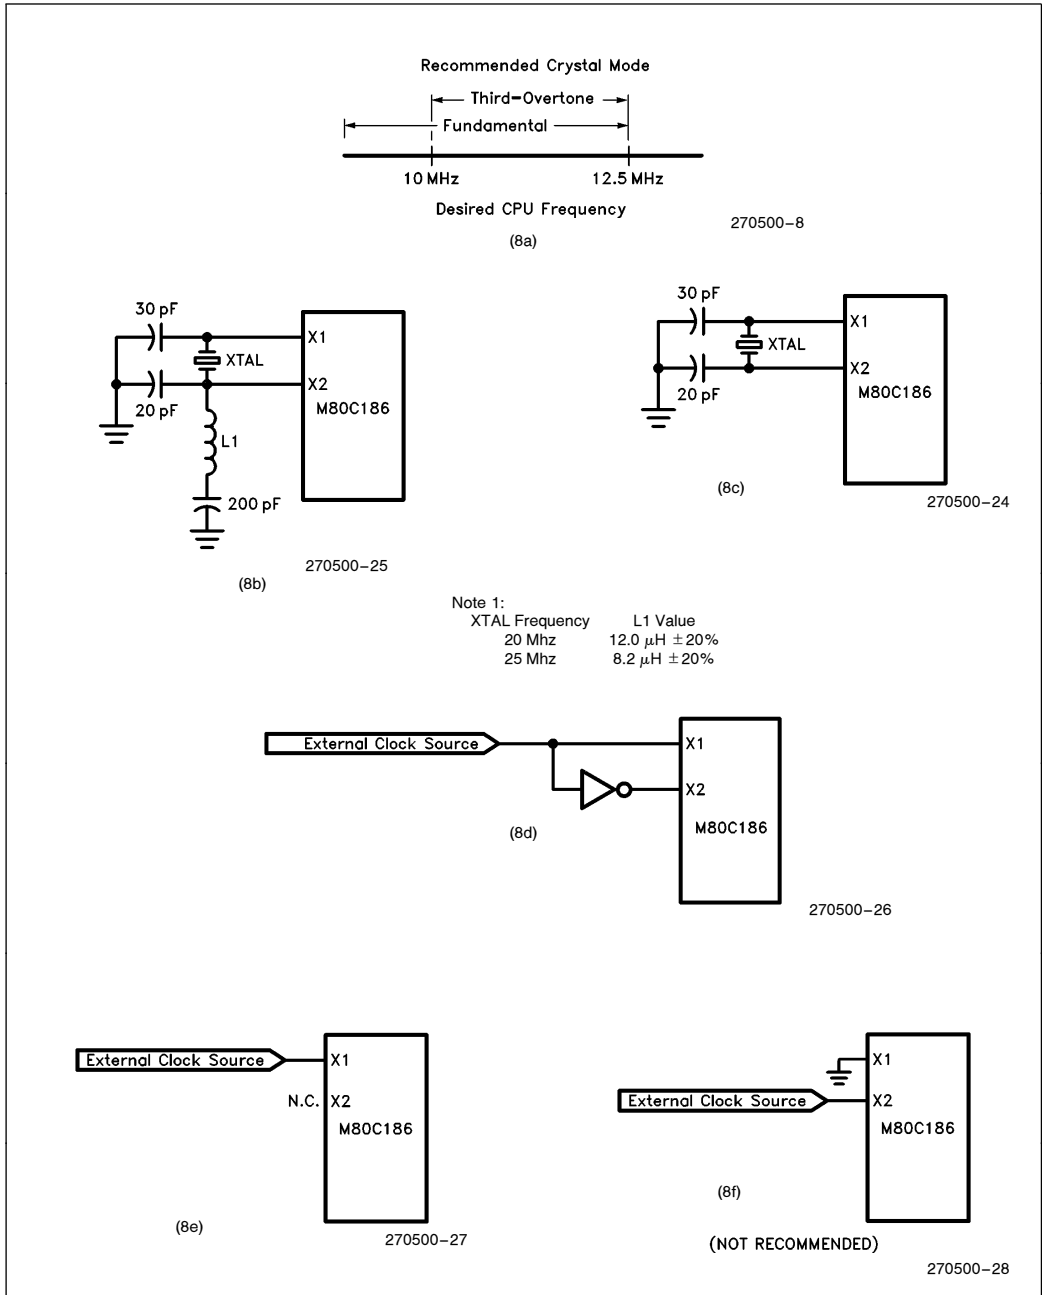 Recommended Crystal Mode
Third-Overtone
Fundamental
10 MHz
12.5 MHz
Desired CPU Frequency
(8a)
270500-8
30 pF
X1
XTAL
X2
20 pF
M80C186
L1
200 pF
270500-25
(8b)
30 pF
X1
XTAL
X2
20 pF
M80C186
(8c)
270500-24
Note 1:
XTAL Frequency L1 Value
20 Mhz 12.0 μH ±20%
25 Mhz 8.2 μH ±20%
External Clock Source
X1
X2
M80C186
(8d)
270500-26
External Clock Source
X1
N.C.
X2
M80C186
(8e)
270500-27
X1
External Clock Source
X2
M80C186
(8f)
(NOT RECOMMENDED)
270500-28